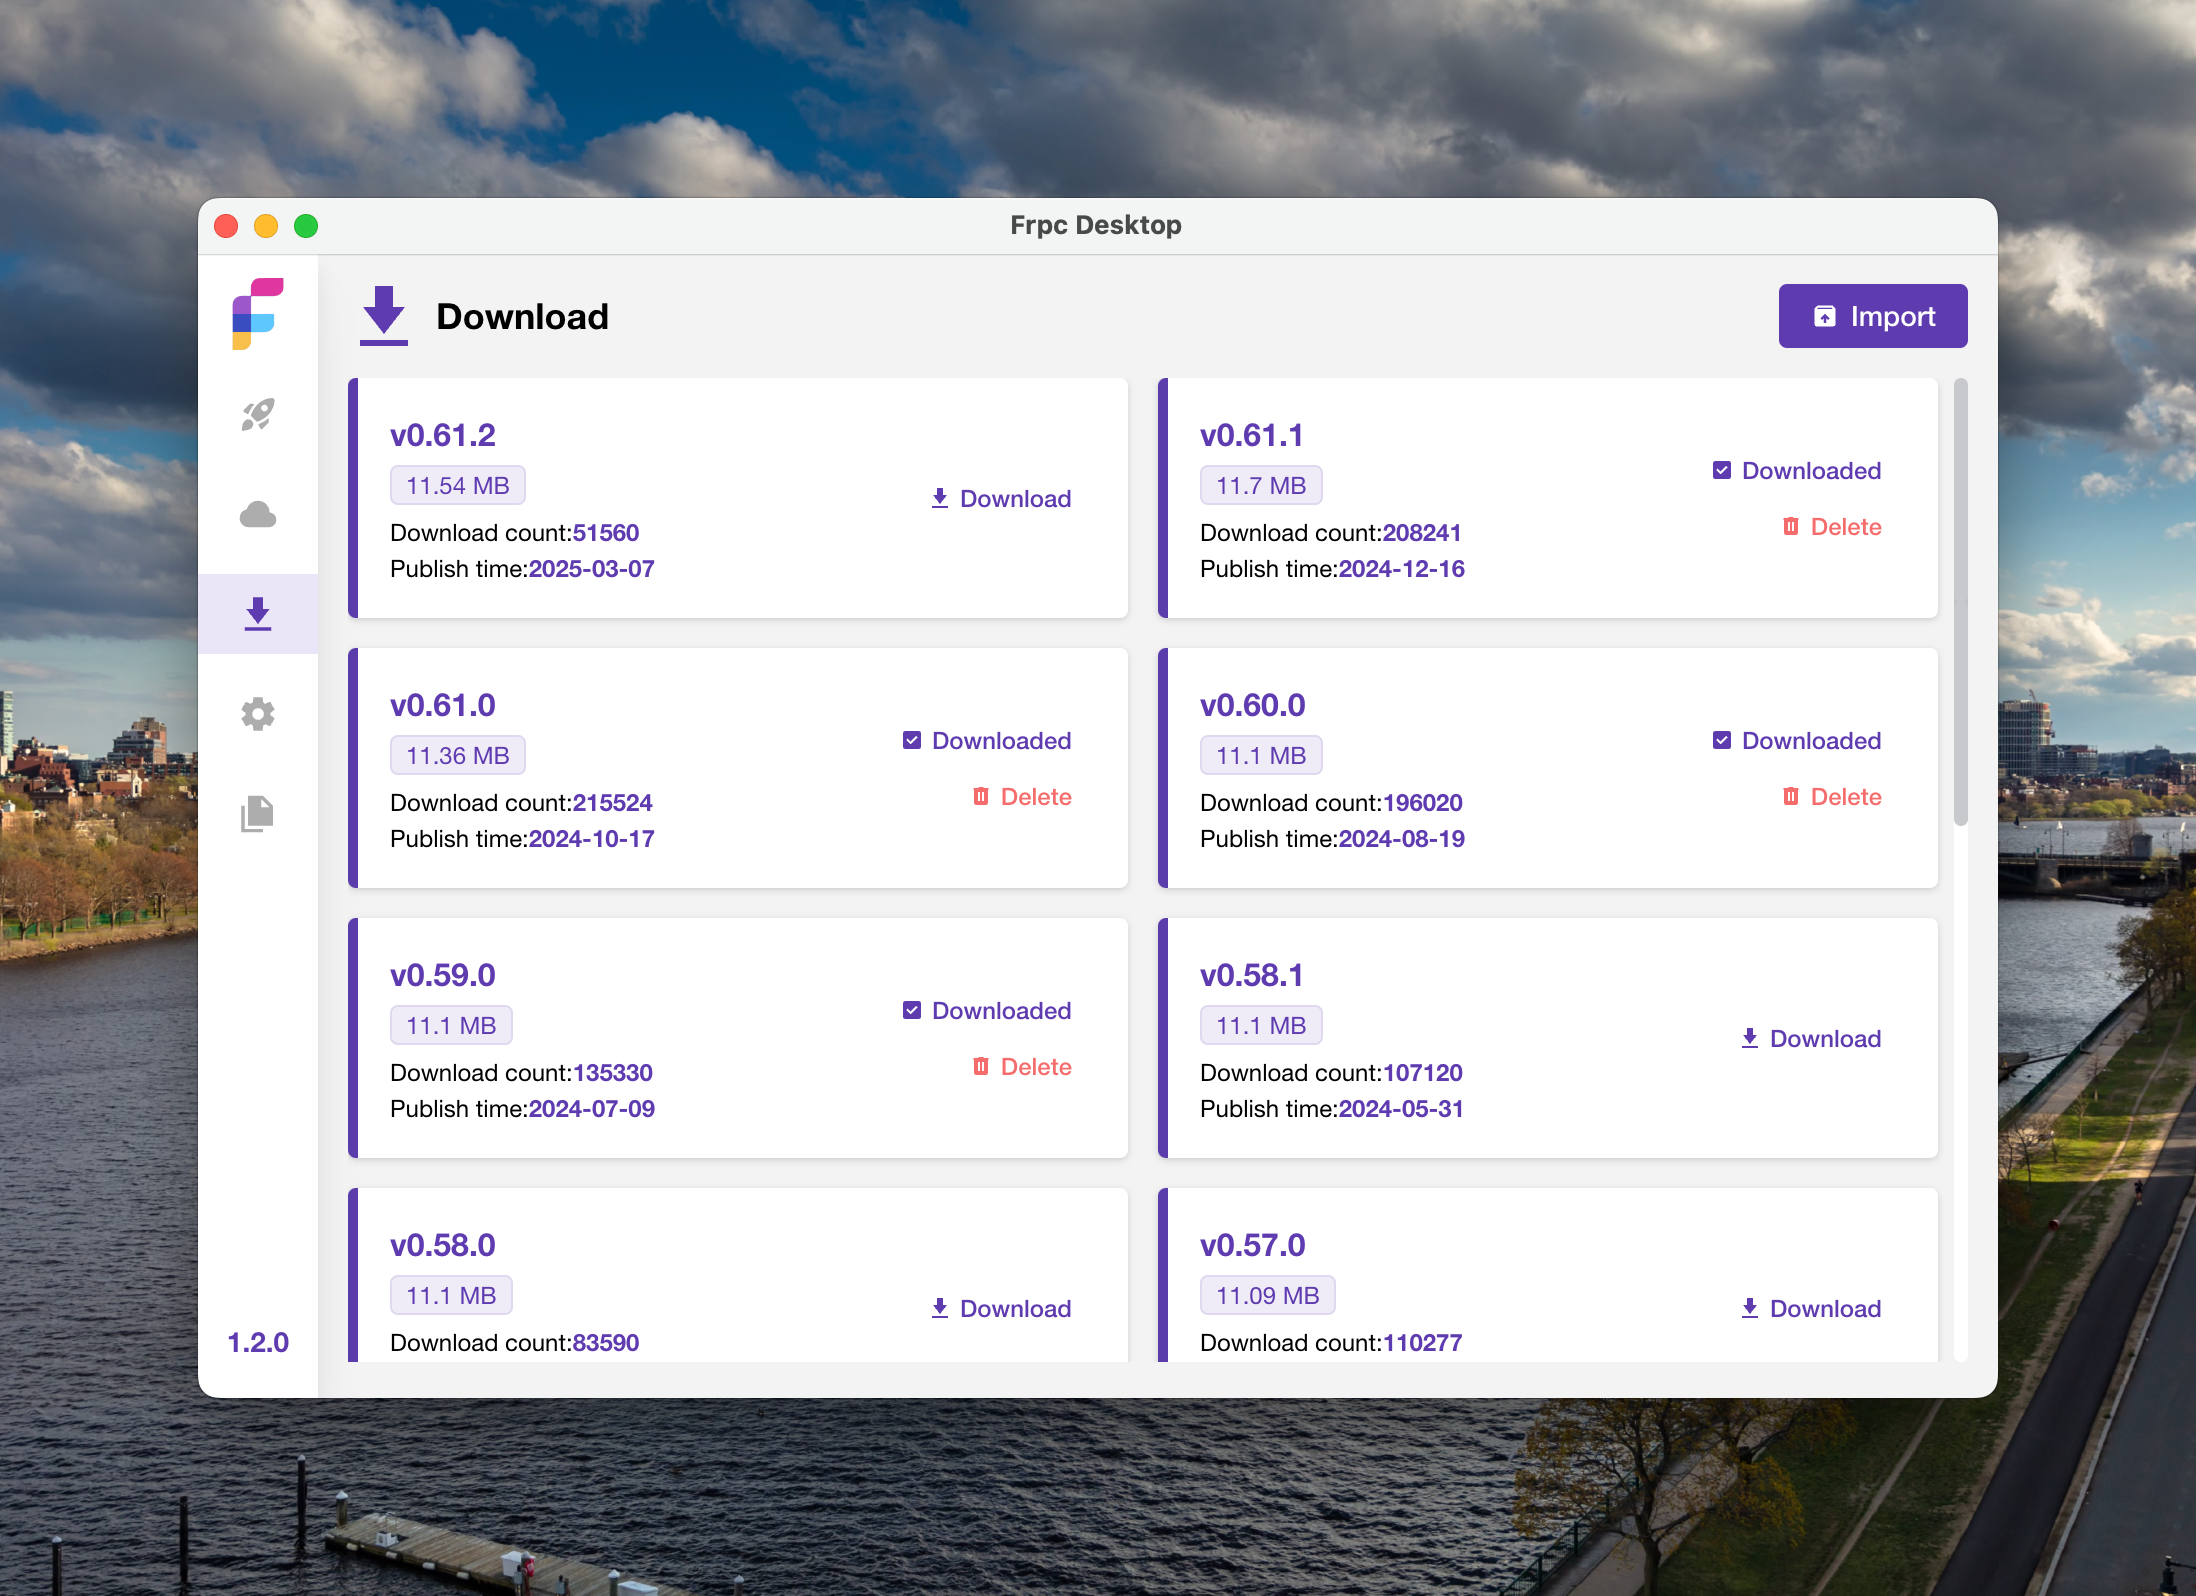 Frpc Desktop
Download
Import
v0.61.2
11.54 MB
Download count:51560
Publish time:2025-03-07
Download
v0.61.1
11.7 MB
Download count:208241
Publish time:2024-12-16
Downloaded
Delete
v0.61.0
11.36 MB
Download count:215524
Publish time:2024-10-17
Downloaded
Delete
v0.60.0
11.1 MB
Download count:196020
Publish time:2024-08-19
Downloaded
Delete
v0.59.0
11.1 MB
Download count:135330
Publish time:2024-07-09
Downloaded
Delete
v0.58.1
11.1 MB
Download count:107120
Publish time:2024-05-31
Download
v0.58.0
11.1 MB
Download count:83590
Download
v0.57.0
11.09 MB
Download count:110277
Download
1.2.0